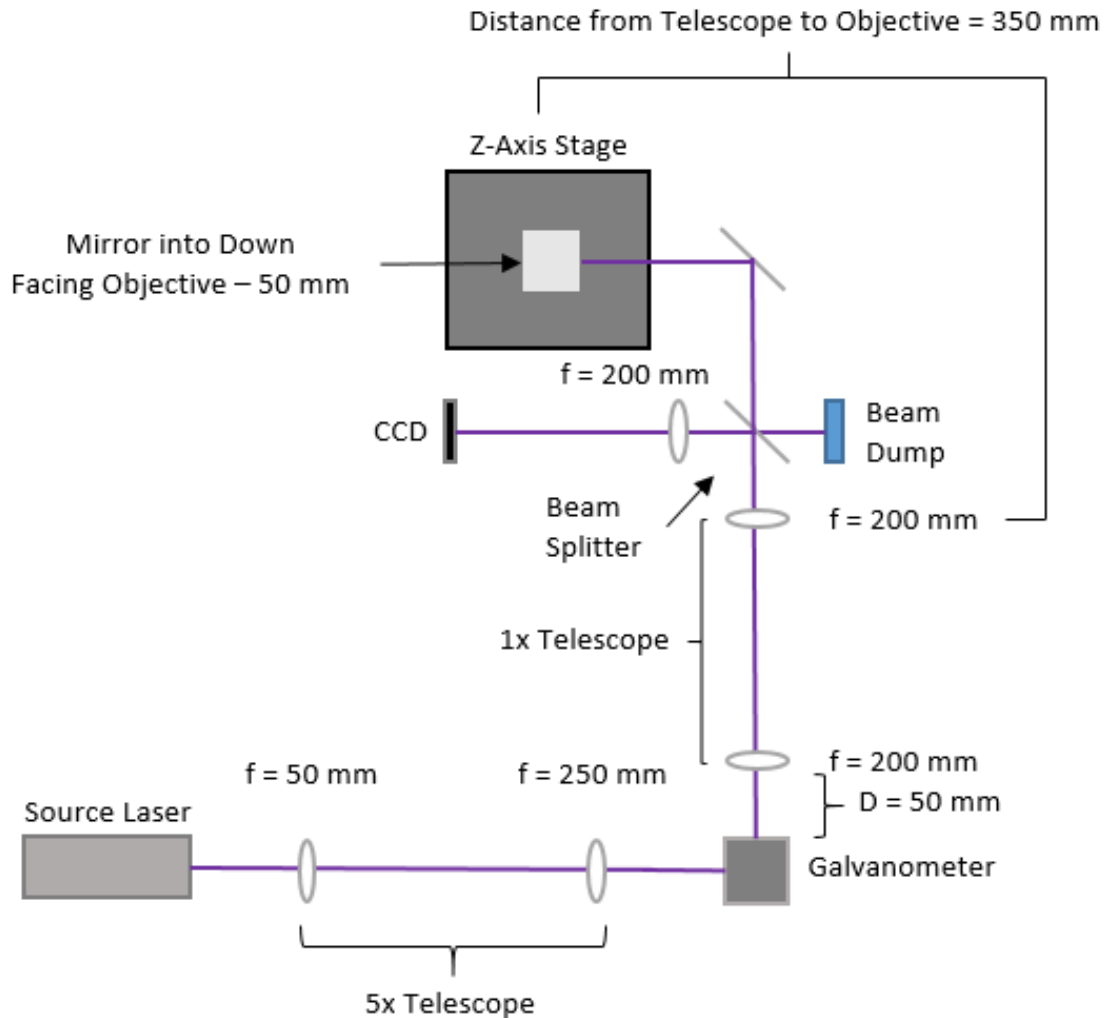 Distance from Telescope to Objective = 350 mm
Z-Axis Stage
Mirror into Down
Facing Objective – 50 mm
f = 200 mm
CCD
Beam
Dump
Beam
Splitter
f = 200 mm
1x Telescope
f = 200 mm
D = 50 mm
f = 50 mm
f = 250 mm
Source Laser
Galvanometer
5x Telescope